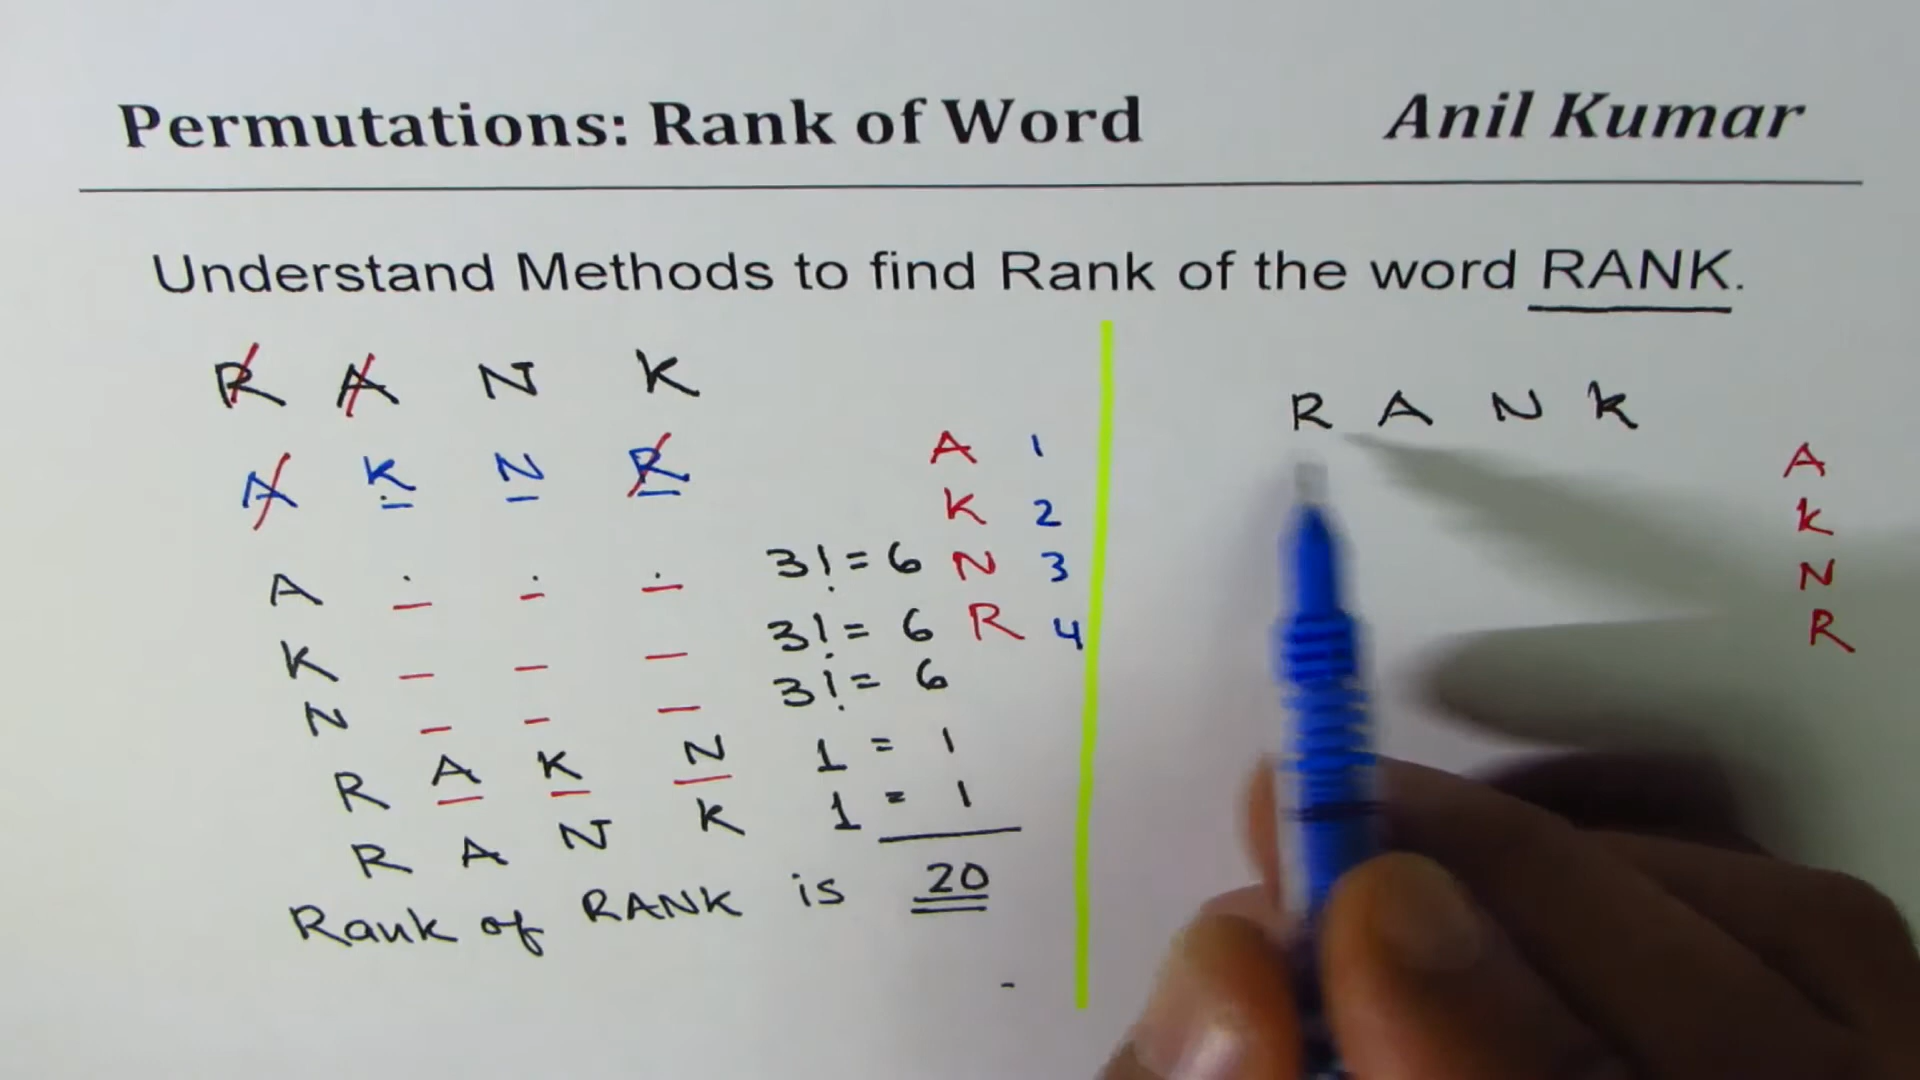 Permutations: Rank of Word Anil Kumar
Understand Methods to find Rank of the word RANK.
R A N K
A K N R
A 1
K 2
N 3
R 4
A _ _ _ 3! = 6
K _ _ _ 3! = 6
N _ _ _ 3! = 6
R A K N 1 = 1
R A N K 1 = 1
Rank of RANK is 20
R A N K
A
K
N
R